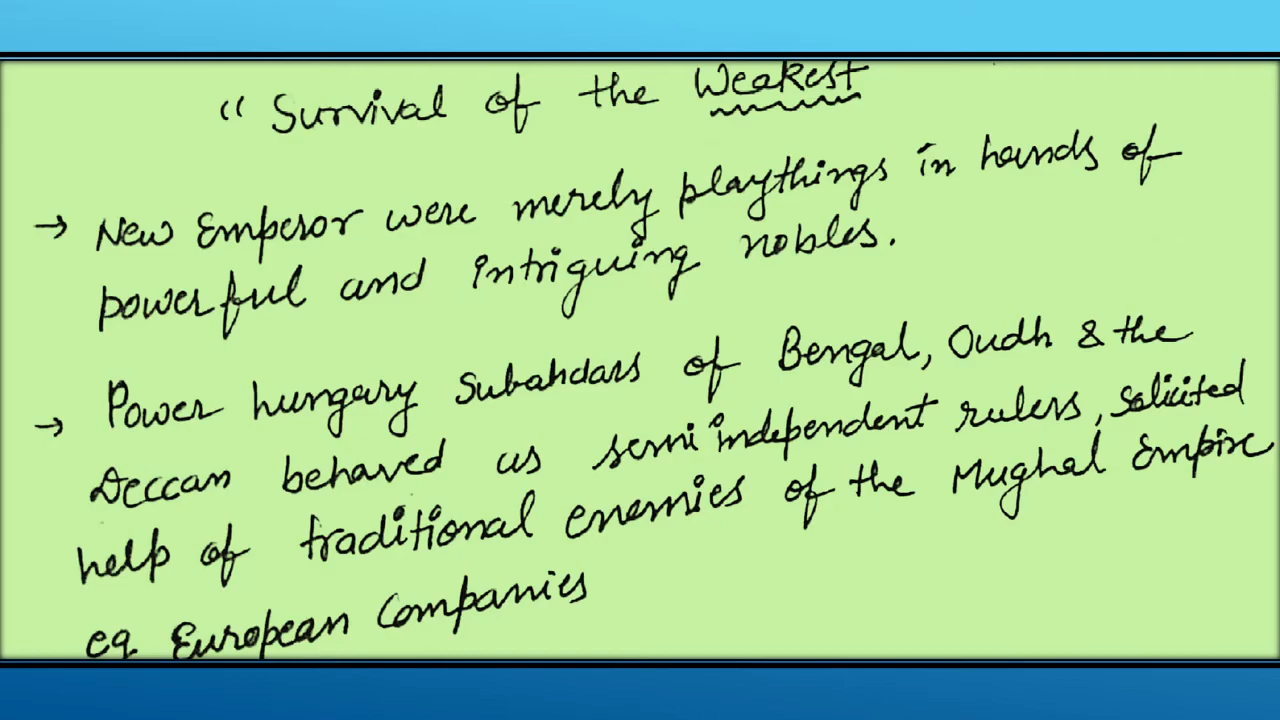 “ Survival of the Weakest
→ New Emperor were merely playthings in hands of
powerful and intriguing nobles.
→ Power hungary Subahdars of Bengal, Oudh & the
Deccan behaved as semi independent rulers, solicited
help of traditional enemies of the Mughal Empire
eg. European Companies